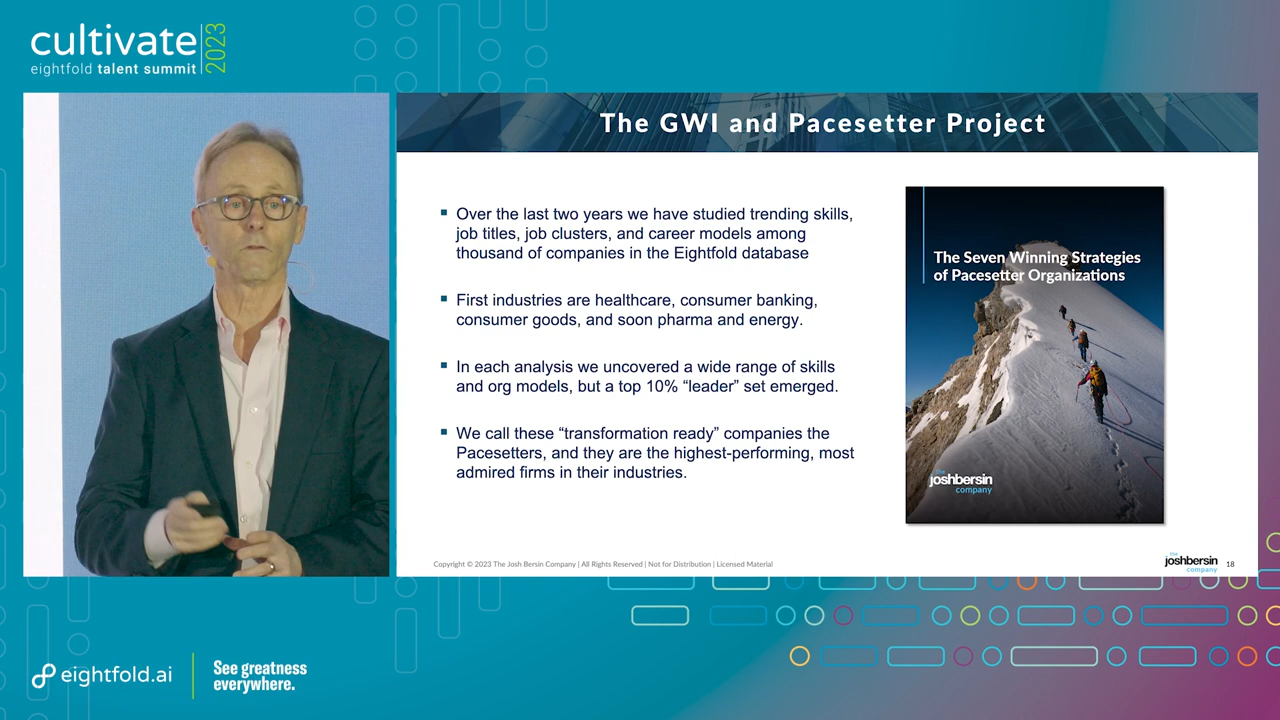 cultivate
2023
eightfold talent summit
The GWI and Pacesetter Project
Over the last two years we have studied trending skills,
job titles, job clusters, and career models among
thousand of companies in the Eightfold database
First industries are healthcare, consumer banking,
consumer goods, and soon pharma and energy.
In each analysis we uncovered a wide range of skills
and org models, but a top 10% “leader” set emerged.
We call these “transformation ready” companies the
Pacesetters, and they are the highest-performing, most
admired firms in their industries.
The Seven Winning Strategies
of Pacesetter Organizations
the
joshbersin
company
Copyright © 2023 The Josh Bersin Company | All Rights Reserved | Not for Distribution | Licensed Material
the
joshbersin
company
18
eightfold.ai
See greatness
everywhere.